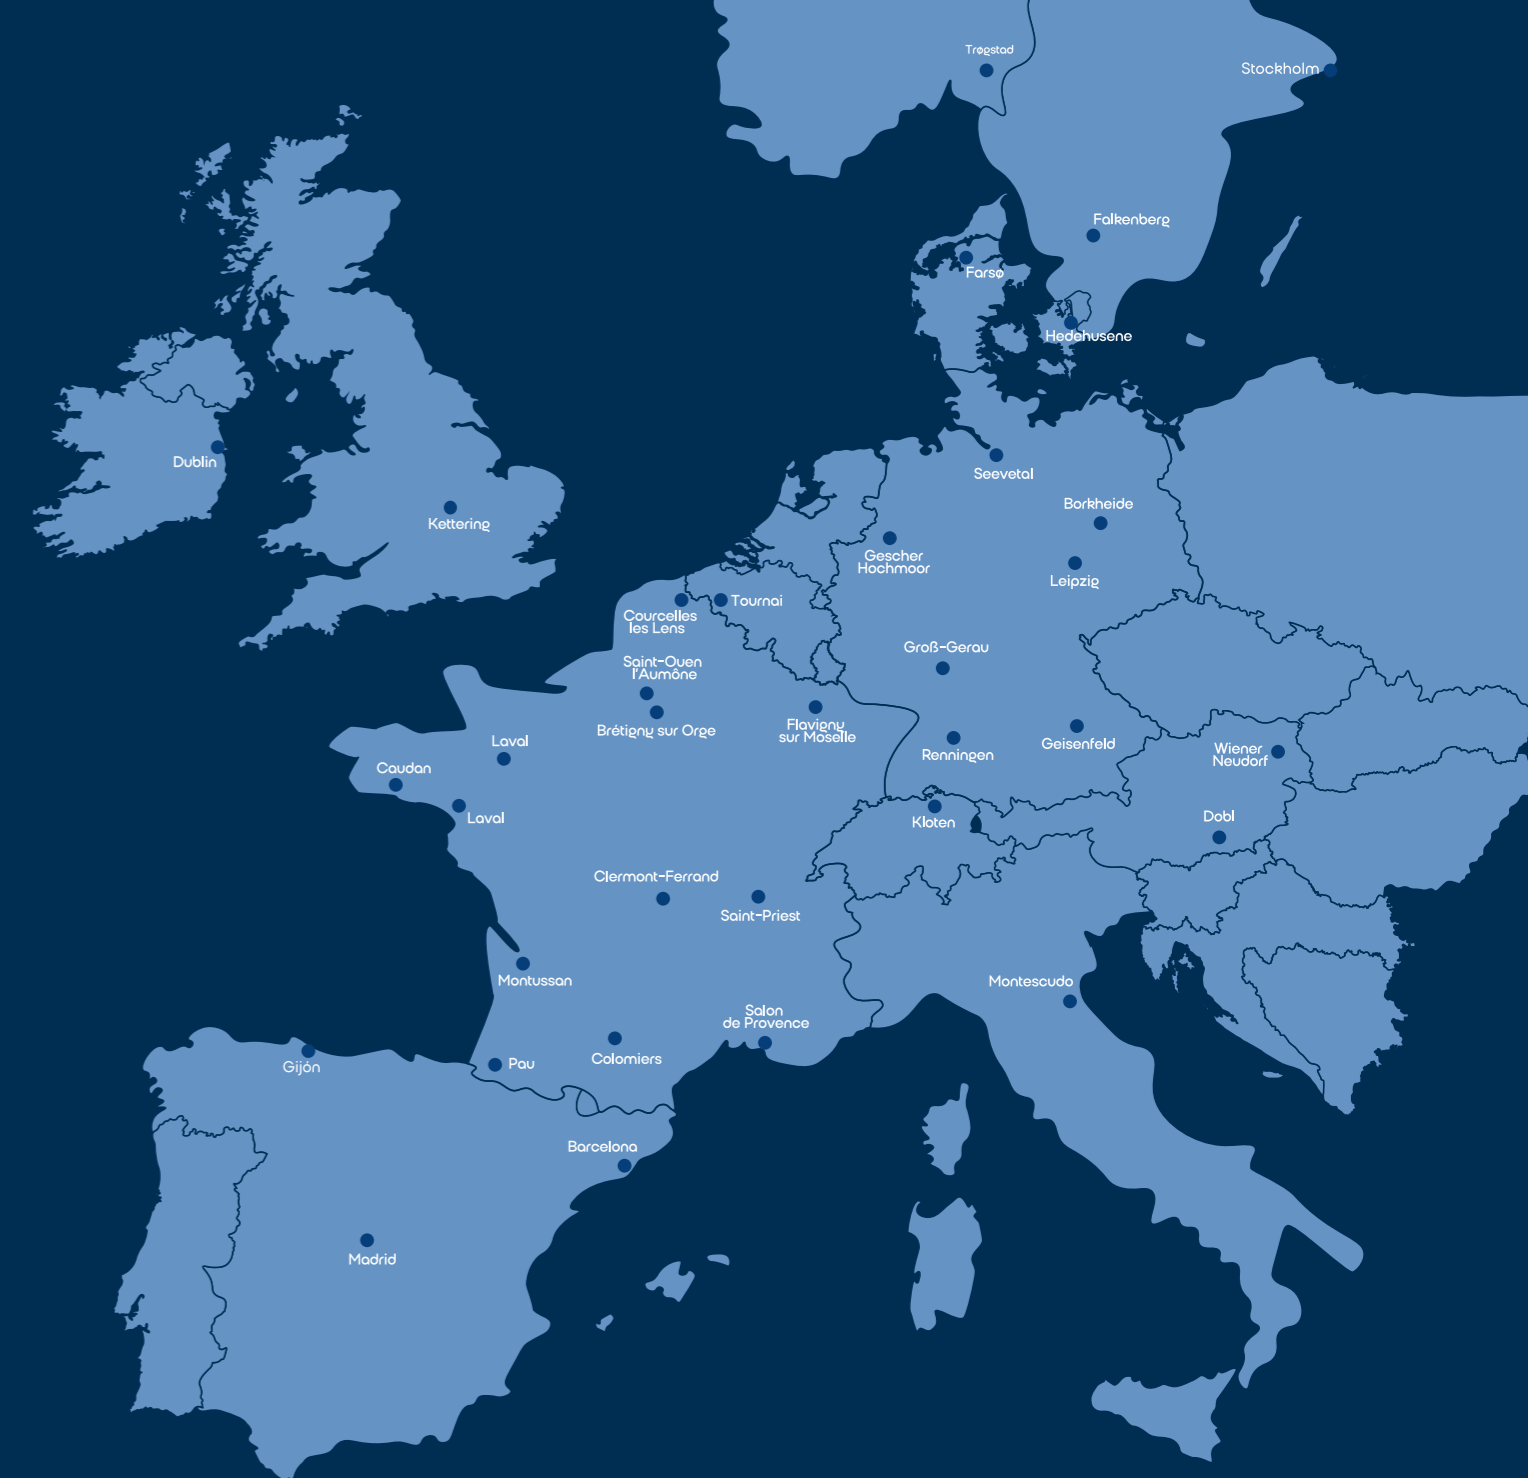 Trøgstad
Stockholm
Falkenberg
Farsø
Hedehusene
Dublin
Kettering
Seevetal
Borkheide
Gescher
Hochmoor
Leipzig
Courcelles
les Lens
Tournai
Groß-Gerau
Saint-Ouen
l'Aumône
Brétigny sur Orge
Flavigny
sur Moselle
Laval
Caudan
Laval
Renningen
Geisenfeld
Wiener
Neudorf
Kloten
Dobl
Clermont-Ferrand
Saint-Priest
Montussan
Montescudo
Salon
de Provence
Gijón
Pau
Colomiers
Barcelona
Madrid